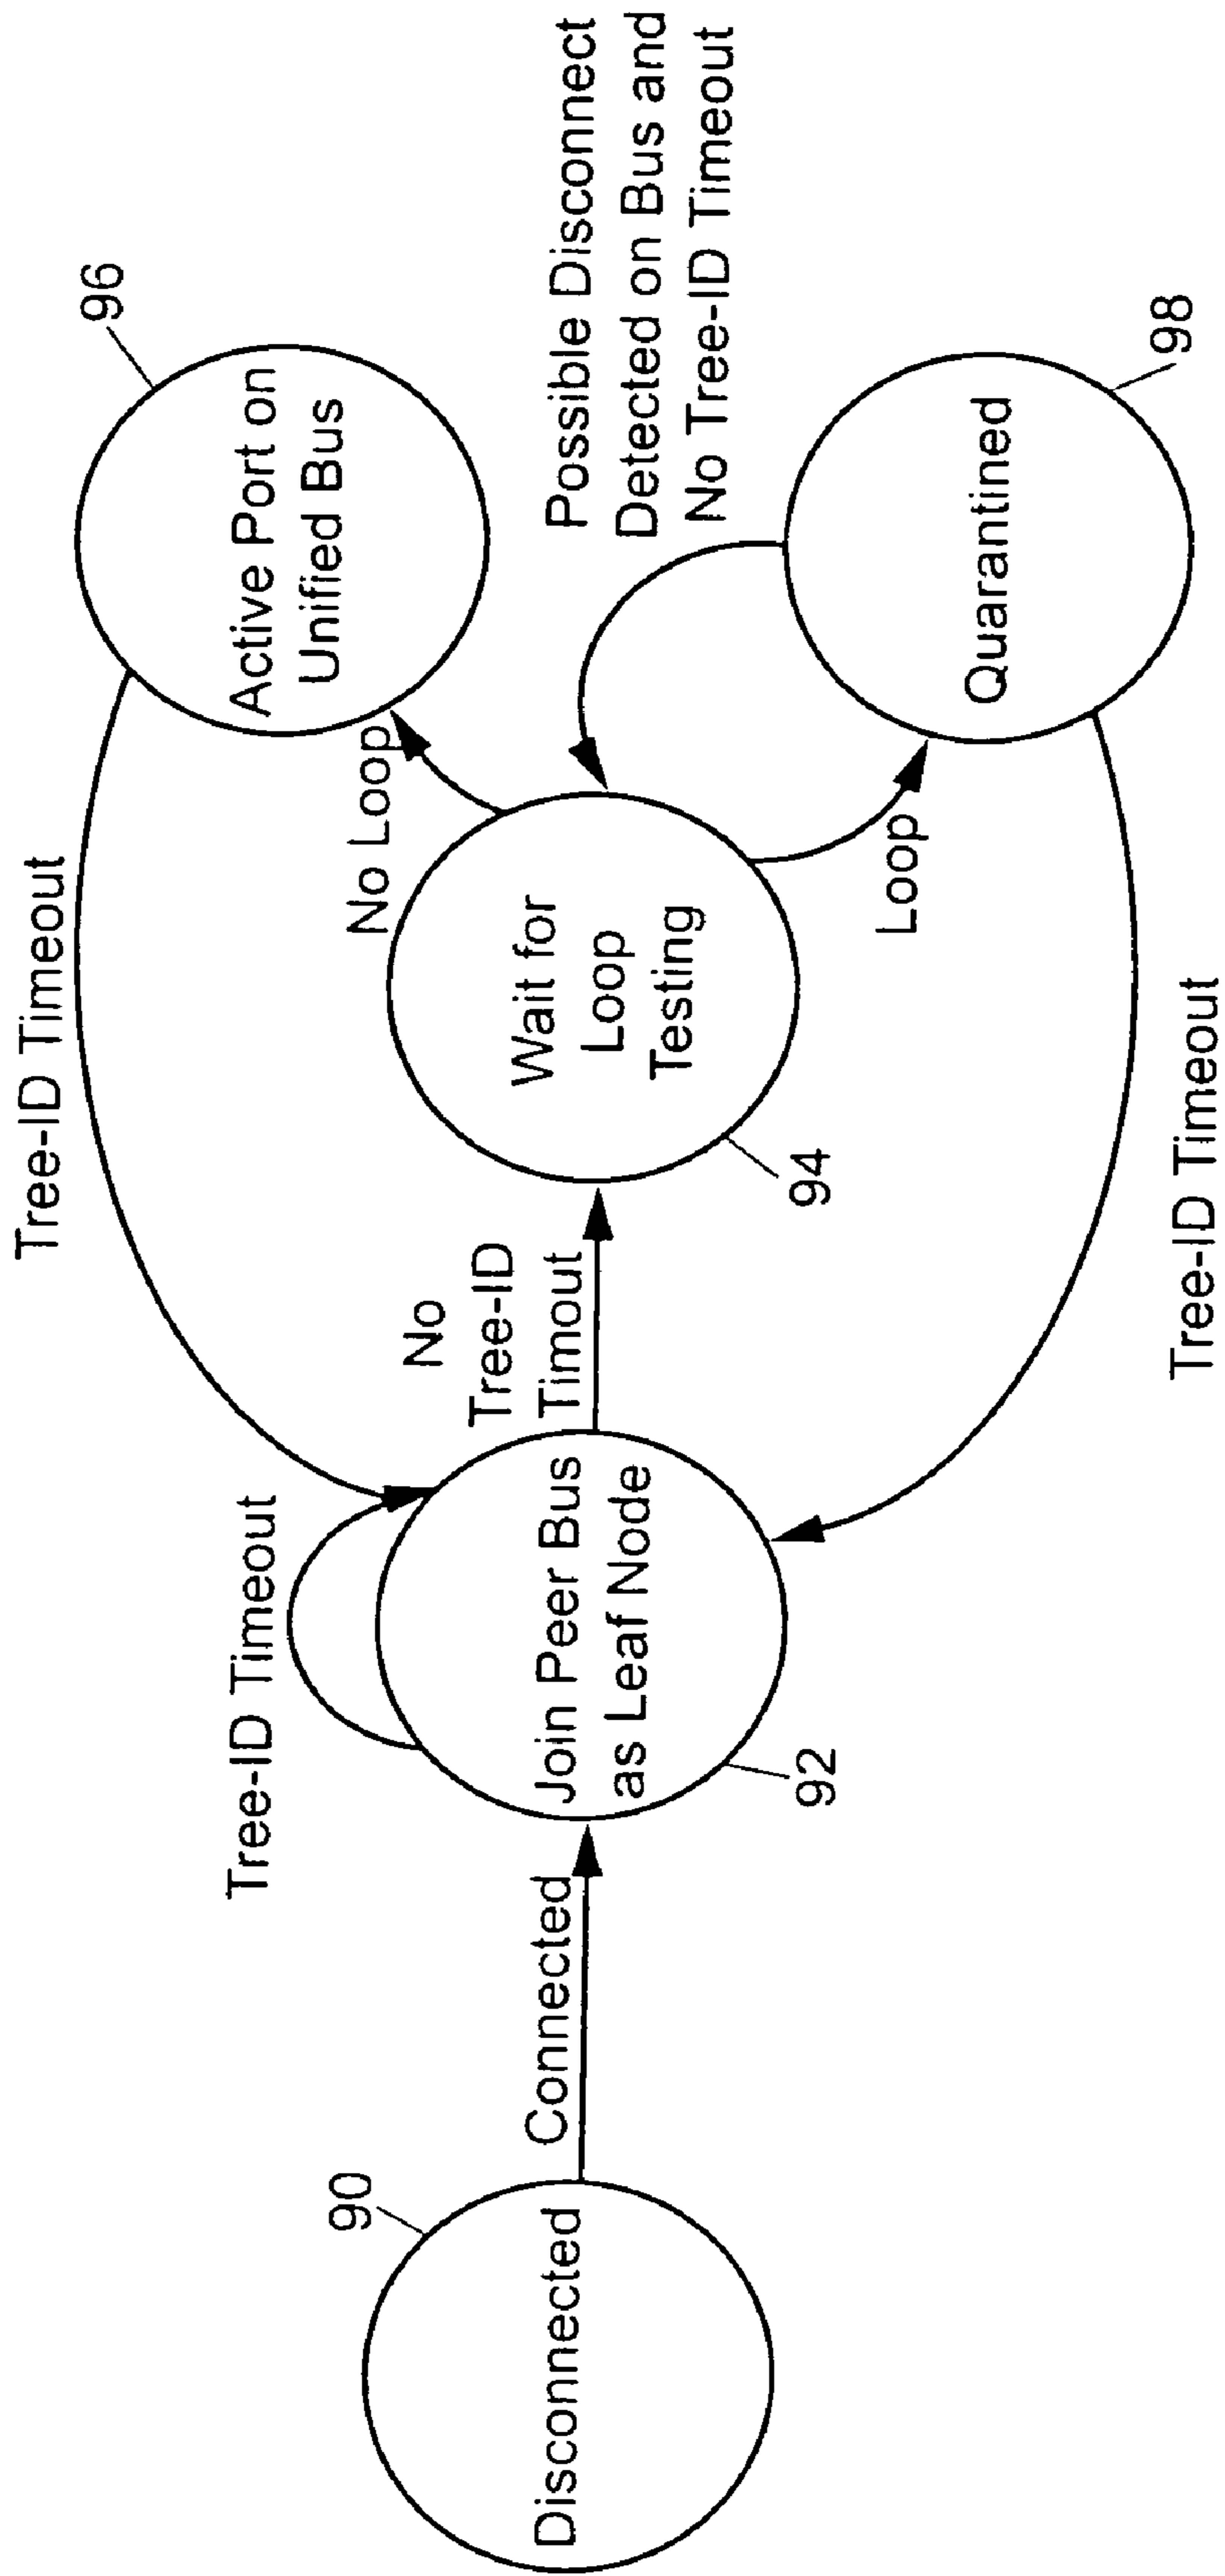 Disconnected
90
Connected
Tree-ID Timeout
Join Peer Bus
as Leaf Node
92
No
Tree-ID
Timout
Tree-ID Timeout
Wait for
Loop
Testing
94
No Loop
Loop
Active Port on
Unified Bus
96
Possible Disconnect
Detected on Bus and
No Tree-ID Timeout
Quarantined
98
Tree-ID Timeout